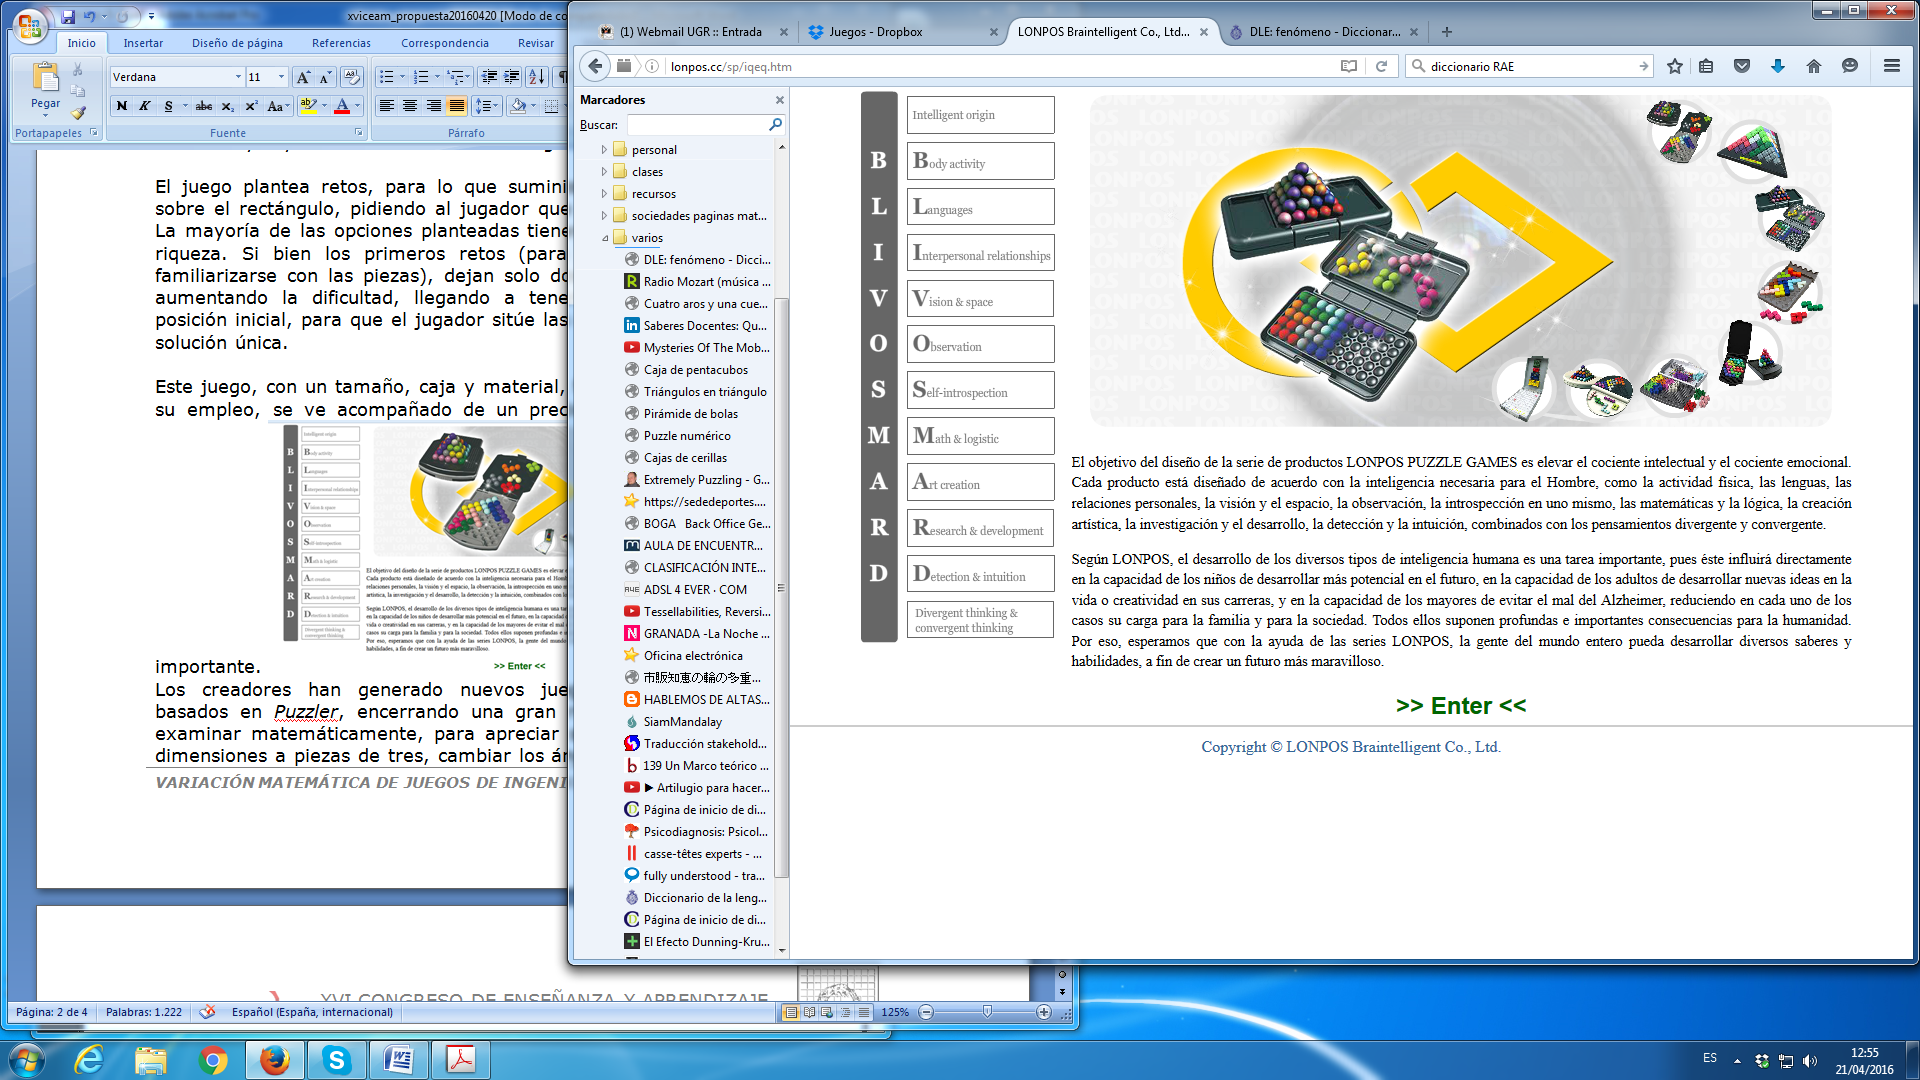 xviceam_propuesta20160420 [Modo de co
Inicio
Insertar
Diseño de página
Referencias
Correspondencia
Revisar
Verdana
11
Pegar
Portapapeles
Fuente
Párrafo
El juego plantea retos, para lo que sumini
sobre el rectángulo, pidiendo al jugador que
La mayoría de las opciones planteadas tiene
riqueza. Si bien los primeros retos (para
familiarizarse con las piezas), dejan solo do
aumentando la dificultad, llegando a tene
posición inicial, para que el jugador sitúe las
solución única.
Este juego, con un tamaño, caja y material,
su empleo, se ve acompañado de un prec
importante.
Los creadores han generado nuevos jue
basados en Puzzler, encerrando una gran
examinar matemáticamente, para apreciar
dimensiones a piezas de tres, cambiar los án
VARIACIÓN MATEMÁTICA DE JUEGOS DE INGENI
XVI CONGRESO DE ENSEÑANZA Y APRENDIZAJE
Página: 2 de 4
Palabras: 1.222
Español (España, internacional)
125%
(1) Webmail UGR :: Entrada
Juegos - Dropbox
LONPOS Braintelligent Co., Ltd...
DLE: fenómeno - Diccionar...
lonpos.cc/sp/iqeq.htm
diccionario RAE
Marcadores
Buscar:
personal
clases
recursos
sociedades paginas mat...
varios
DLE: fenómeno - Dicci...
Radio Mozart (música ...
Cuatro aros y una cue...
Saberes Docentes: Qu...
Mysteries Of The Mob...
Caja de pentacubos
Triángulos en triángulo
Pirámide de bolas
Puzzle numérico
Cajas de cerillas
Extremely Puzzling - G...
https://sededeportes....
BOGA Back Office Ge...
AULA DE ENCUENTR...
CLASIFICACIÓN INTE...
ADSL 4 EVER · COM
Tessellabilities, Reversi...
GRANADA -La Noche ...
Oficina electrónica
市販知恵の輪の多重...
HABLEMOS DE ALTAS...
SiamMandalay
Traducción stakehold...
139 Un Marco teórico ...
► Artilugio para hacer...
Página de inicio de di...
Psicodiagnosis: Psicol...
casse-têtes experts - ...
fully understood - tra...
Diccionario de la leng...
Página de inicio de di...
El Efecto Dunning-Kru...
Intelligent origin
B Body activity
L Languages
I Interpersonal relationships
V Vision & space
O Observation
S Self-introspection
M Math & logistic
A Art creation
R Research & development
D Detection & intuition
Divergent thinking &
convergent thinking
El objetivo del diseño de la serie de productos LONPOS PUZZLE GAMES es elevar el cociente intelectual y el cociente emocional.
Cada producto está diseñado de acuerdo con la inteligencia necesaria para el Hombre, como la actividad física, las lenguas, las
relaciones personales, la visión y el espacio, la observación, la introspección en uno mismo, las matemáticas y la lógica, la creación
artística, la investigación y el desarrollo, la detección y la intuición, combinados con los pensamientos divergente y convergente.
Según LONPOS, el desarrollo de los diversos tipos de inteligencia humana es una tarea importante, pues éste influirá directamente
en la capacidad de los niños de desarrollar más potencial en el futuro, en la capacidad de los adultos de desarrollar nuevas ideas en la
vida o creatividad en sus carreras, y en la capacidad de los mayores de evitar el mal del Alzheimer, reduciendo en cada uno de los
casos su carga para la familia y para la sociedad. Todos ellos suponen profundas e importantes consecuencias para la humanidad.
Por eso, esperamos que con la ayuda de las series LONPOS, la gente del mundo entero pueda desarrollar diversos saberes y
habilidades, a fin de crear un futuro más maravilloso.
>> Enter <<
Copyright © LONPOS Braintelligent Co., Ltd.
ES
12:55
21/04/2016